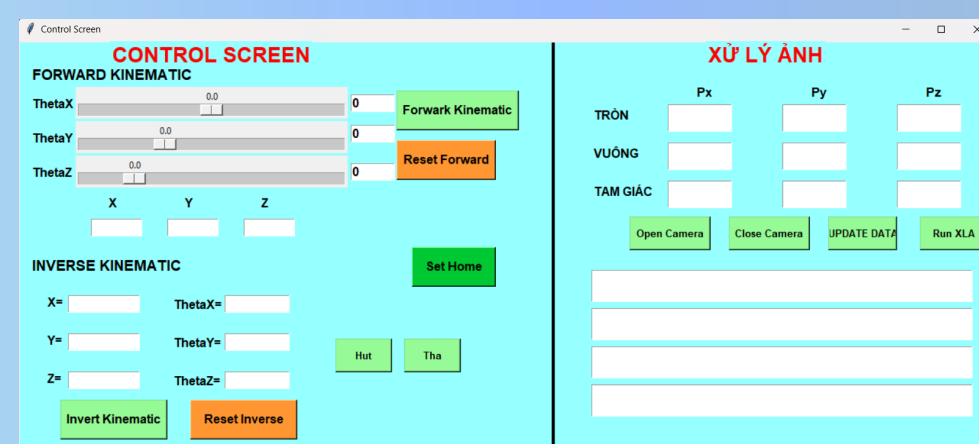 Control Screen
CONTROL SCREEN
FORWARD KINEMATIC
ThetaX 0.0 0 Forwark Kinematic
ThetaY 0.0 0
ThetaZ 0.0 0 Reset Forward
X Y Z
Set Home
INVERSE KINEMATIC
X= ThetaX=
Y= ThetaY=
Hut Tha
Z= ThetaZ=
Invert Kinematic Reset Inverse
XỬ LÝ ẢNH
Px Py Pz
TRÒN
VUÔNG
TAM GIÁC
Open Camera Close Camera UPDATE DATA Run XLA